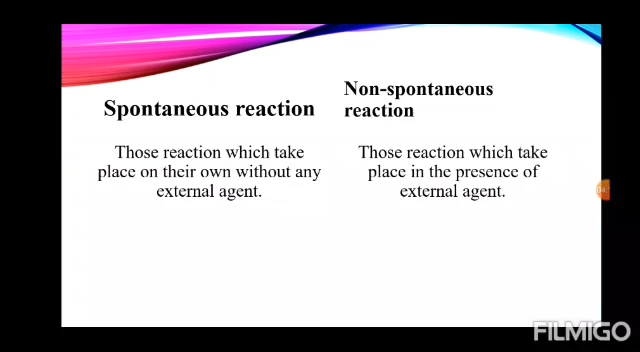 Spontaneous reaction
Those reaction which take
place on their own without any
external agent.
Non-spontaneous
reaction
Those reaction which take
place in the presence of
external agent.
FILMIGO